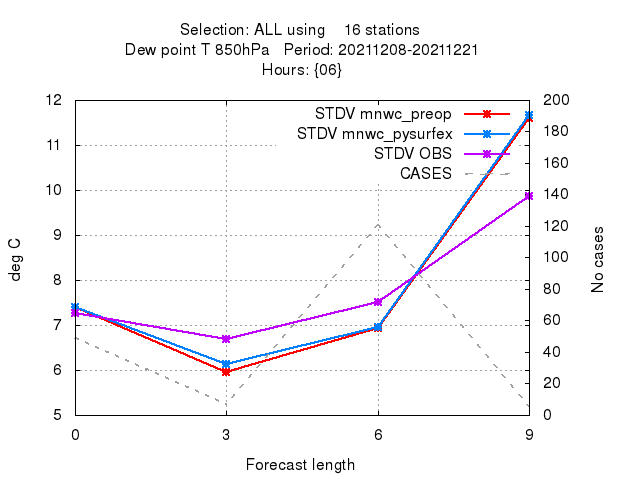 Selection: ALL using    16 stations
Dew point T 850hPa   Period: 20211208-20211221
Hours: {06}
STDV mnwc_preop
STDV mnwc_pysurfex
STDV OBS
CASES
deg C
12
11
10
9
8
7
6
5
200
180
160
140
120
100
80
60
40
20
0
No cases
0 3 6 9
Forecast length